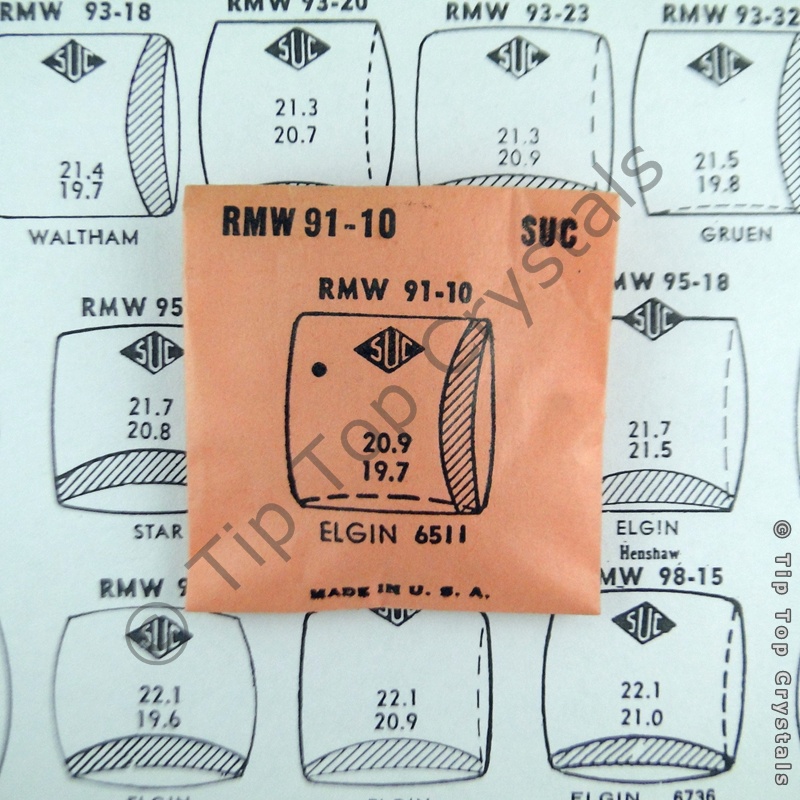 RMW 93-18
RMW 93-20
RMW 93-23
RMW 93-32
SUC
SUC
SUC
SUC
21.4
19.7
21.3
20.7
21.3
20.9
21.5
19.8
WALTHAM
GRUEN
RMW 91-10 SUC
RMW 91-10
SUC
20.9
19.7
ELGIN 6511
MADE IN U. S. A.
RMW 95
SUC
21.7
20.8
STAR
MW 95-18
SUC
21.7
21.5
ELGIN
Henshaw
RMW 9
SUC
22.1
19.6
ELGIN
SUC
22.1
20.9
ELGIN
MW 98-15
SUC
22.1
21.0
ELGIN 6736
© Tip Top Crystals
© Tip Top Crystals